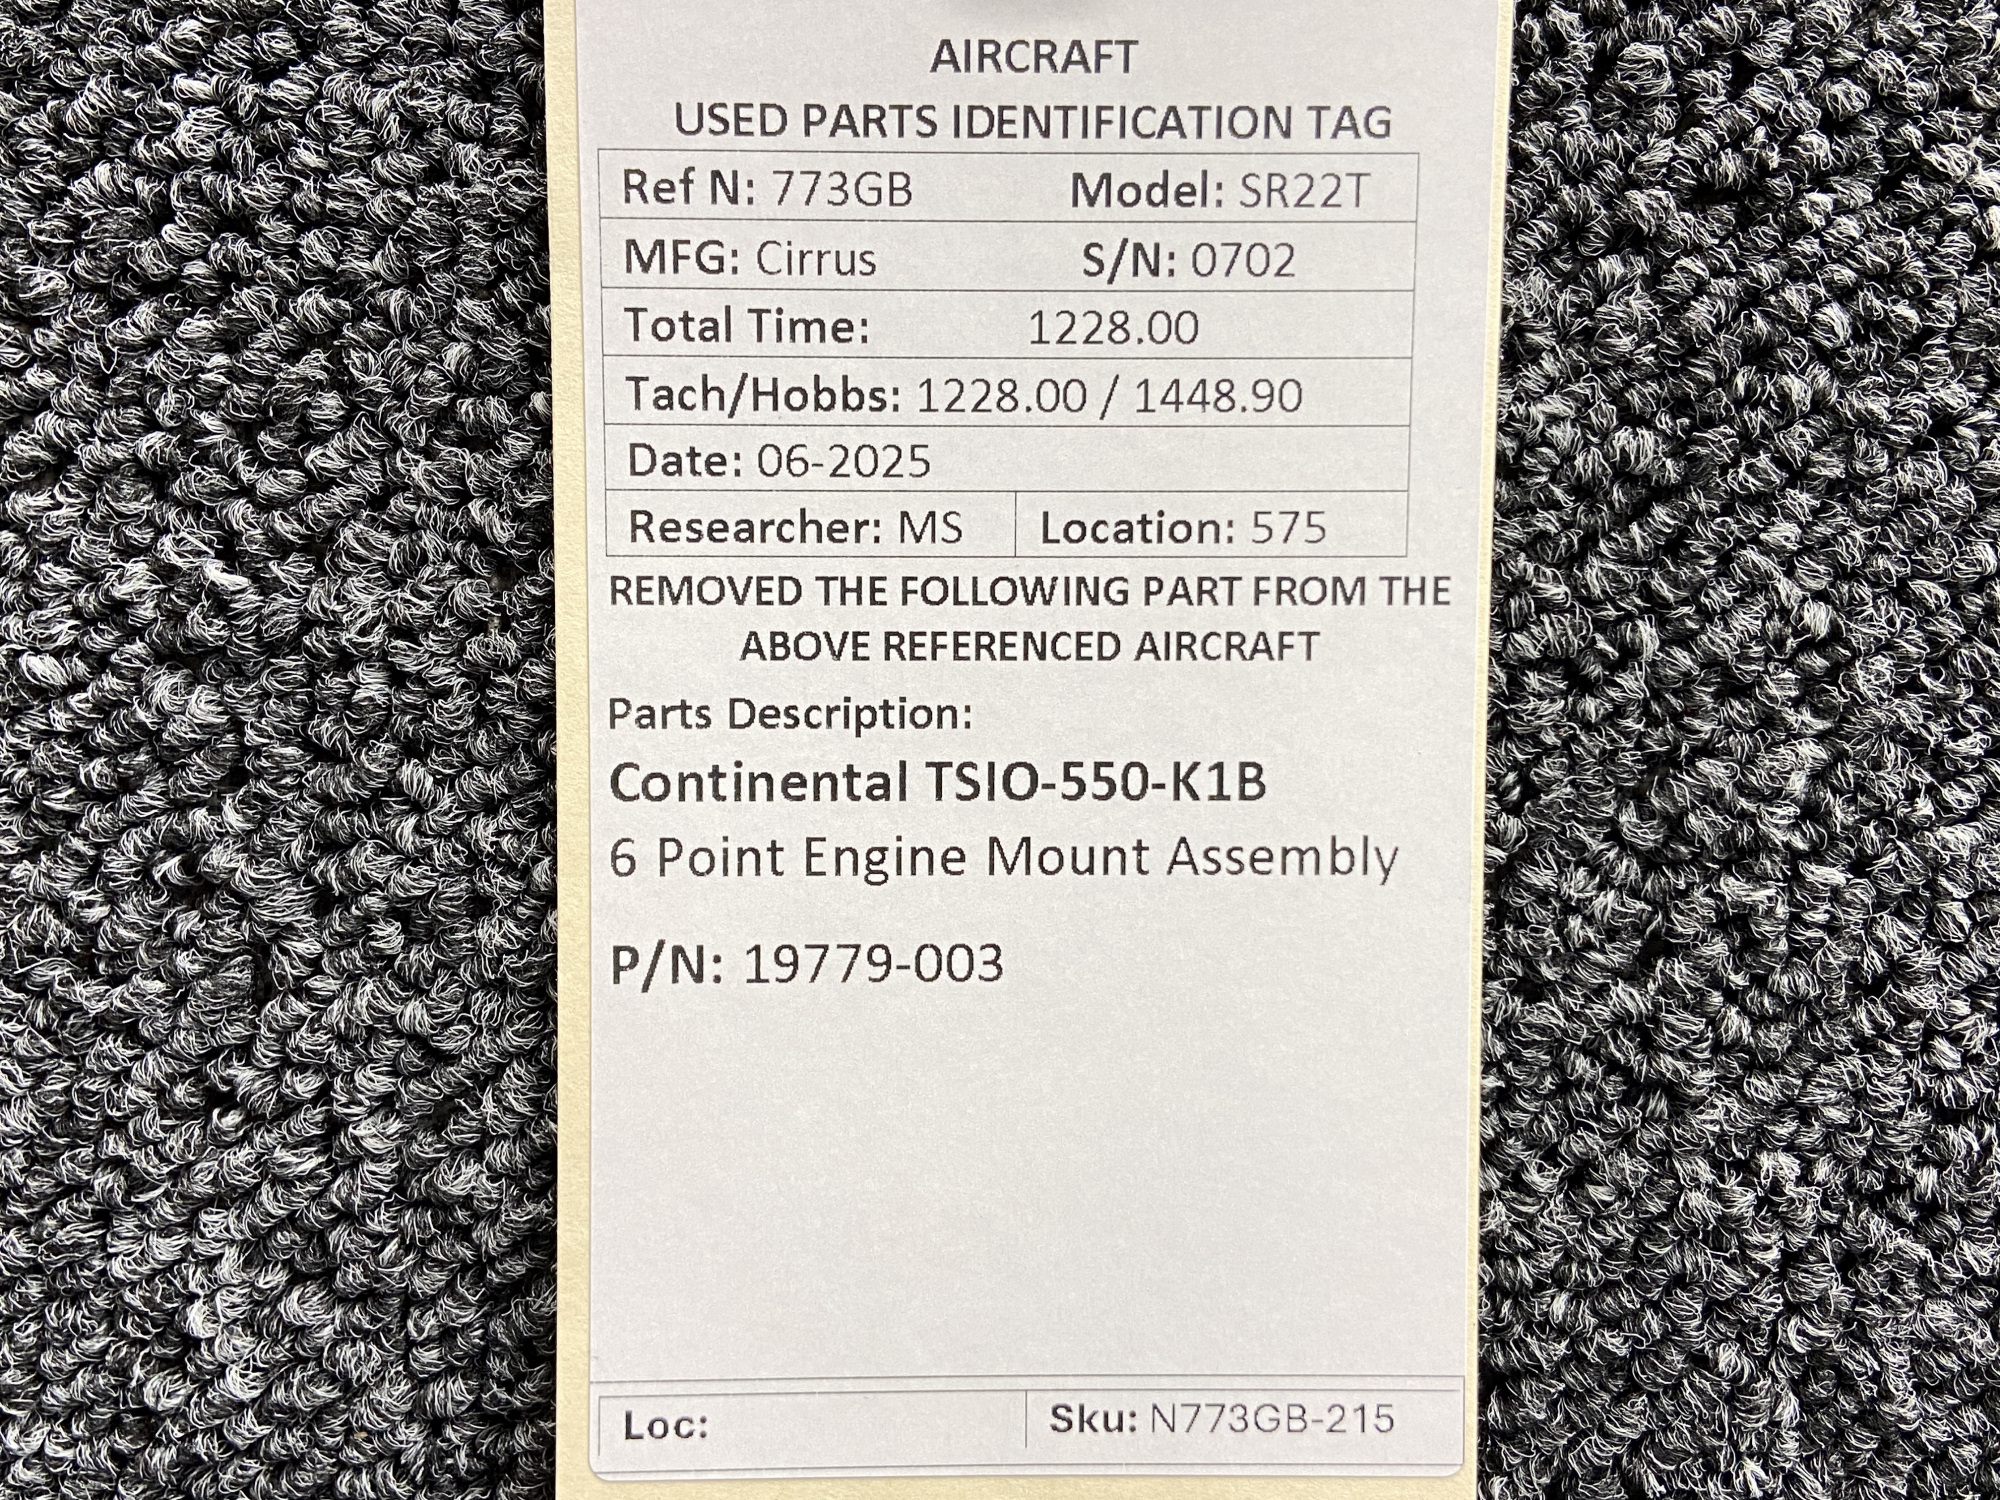 AIRCRAFT
USED PARTS IDENTIFICATION TAG
Ref N: 773GB Model: SR22T
MFG: Cirrus S/N: 0702
Total Time: 1228.00
Tach/Hobbs: 1228.00 / 1448.90
Date: 06-2025
Researcher: MS Location: 575
REMOVED THE FOLLOWING PART FROM THE
ABOVE REFERENCED AIRCRAFT
Parts Description:
Continental TSIO-550-K1B
6 Point Engine Mount Assembly
P/N: 19779-003
Loc: Sku: N773GB-215